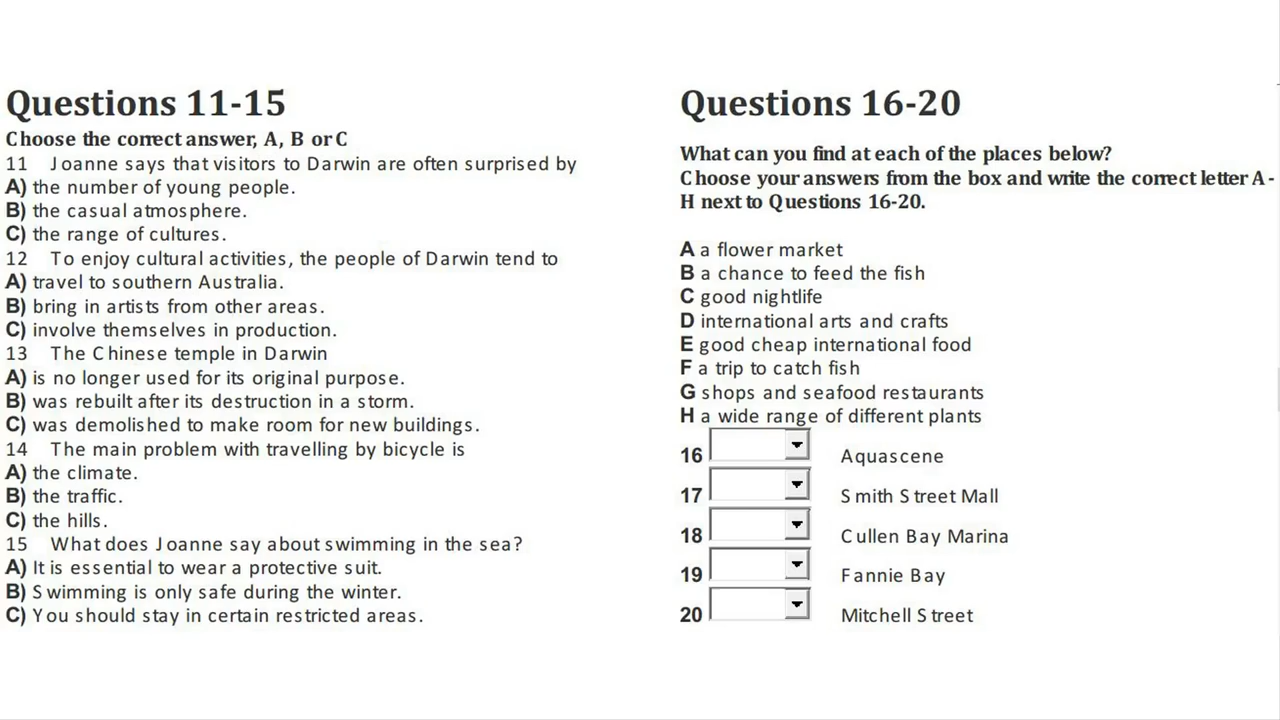 Questions 11-15
Choose the correct answer, A, B or C
11 Joanne says that visitors to Darwin are often surprised by
A) the number of young people.
B) the casual atmosphere.
C) the range of cultures.
12 To enjoy cultural activities, the people of Darwin tend to
A) travel to southern Australia.
B) bring in artists from other areas.
C) involve themselves in production.
13 The Chinese temple in Darwin
A) is no longer used for its original purpose.
B) was rebuilt after its destruction in a storm.
C) was demolished to make room for new buildings.
14 The main problem with travelling by bicycle is
A) the climate.
B) the traffic.
C) the hills.
15 What does Joanne say about swimming in the sea?
A) It is essential to wear a protective suit.
B) Swimming is only safe during the winter.
C) You should stay in certain restricted areas.
Questions 16-20
What can you find at each of the places below?
Choose your answers from the box and write the correct letter A-
H next to Questions 16-20.
A a flower market
B a chance to feed the fish
C good nightlife
D international arts and crafts
E good cheap international food
F a trip to catch fish
G shops and seafood restaurants
H a wide range of different plants
16 Aquascene
17 Smith Street Mall
18 Cullen Bay Marina
19 Fannie Bay
20 Mitchell Street